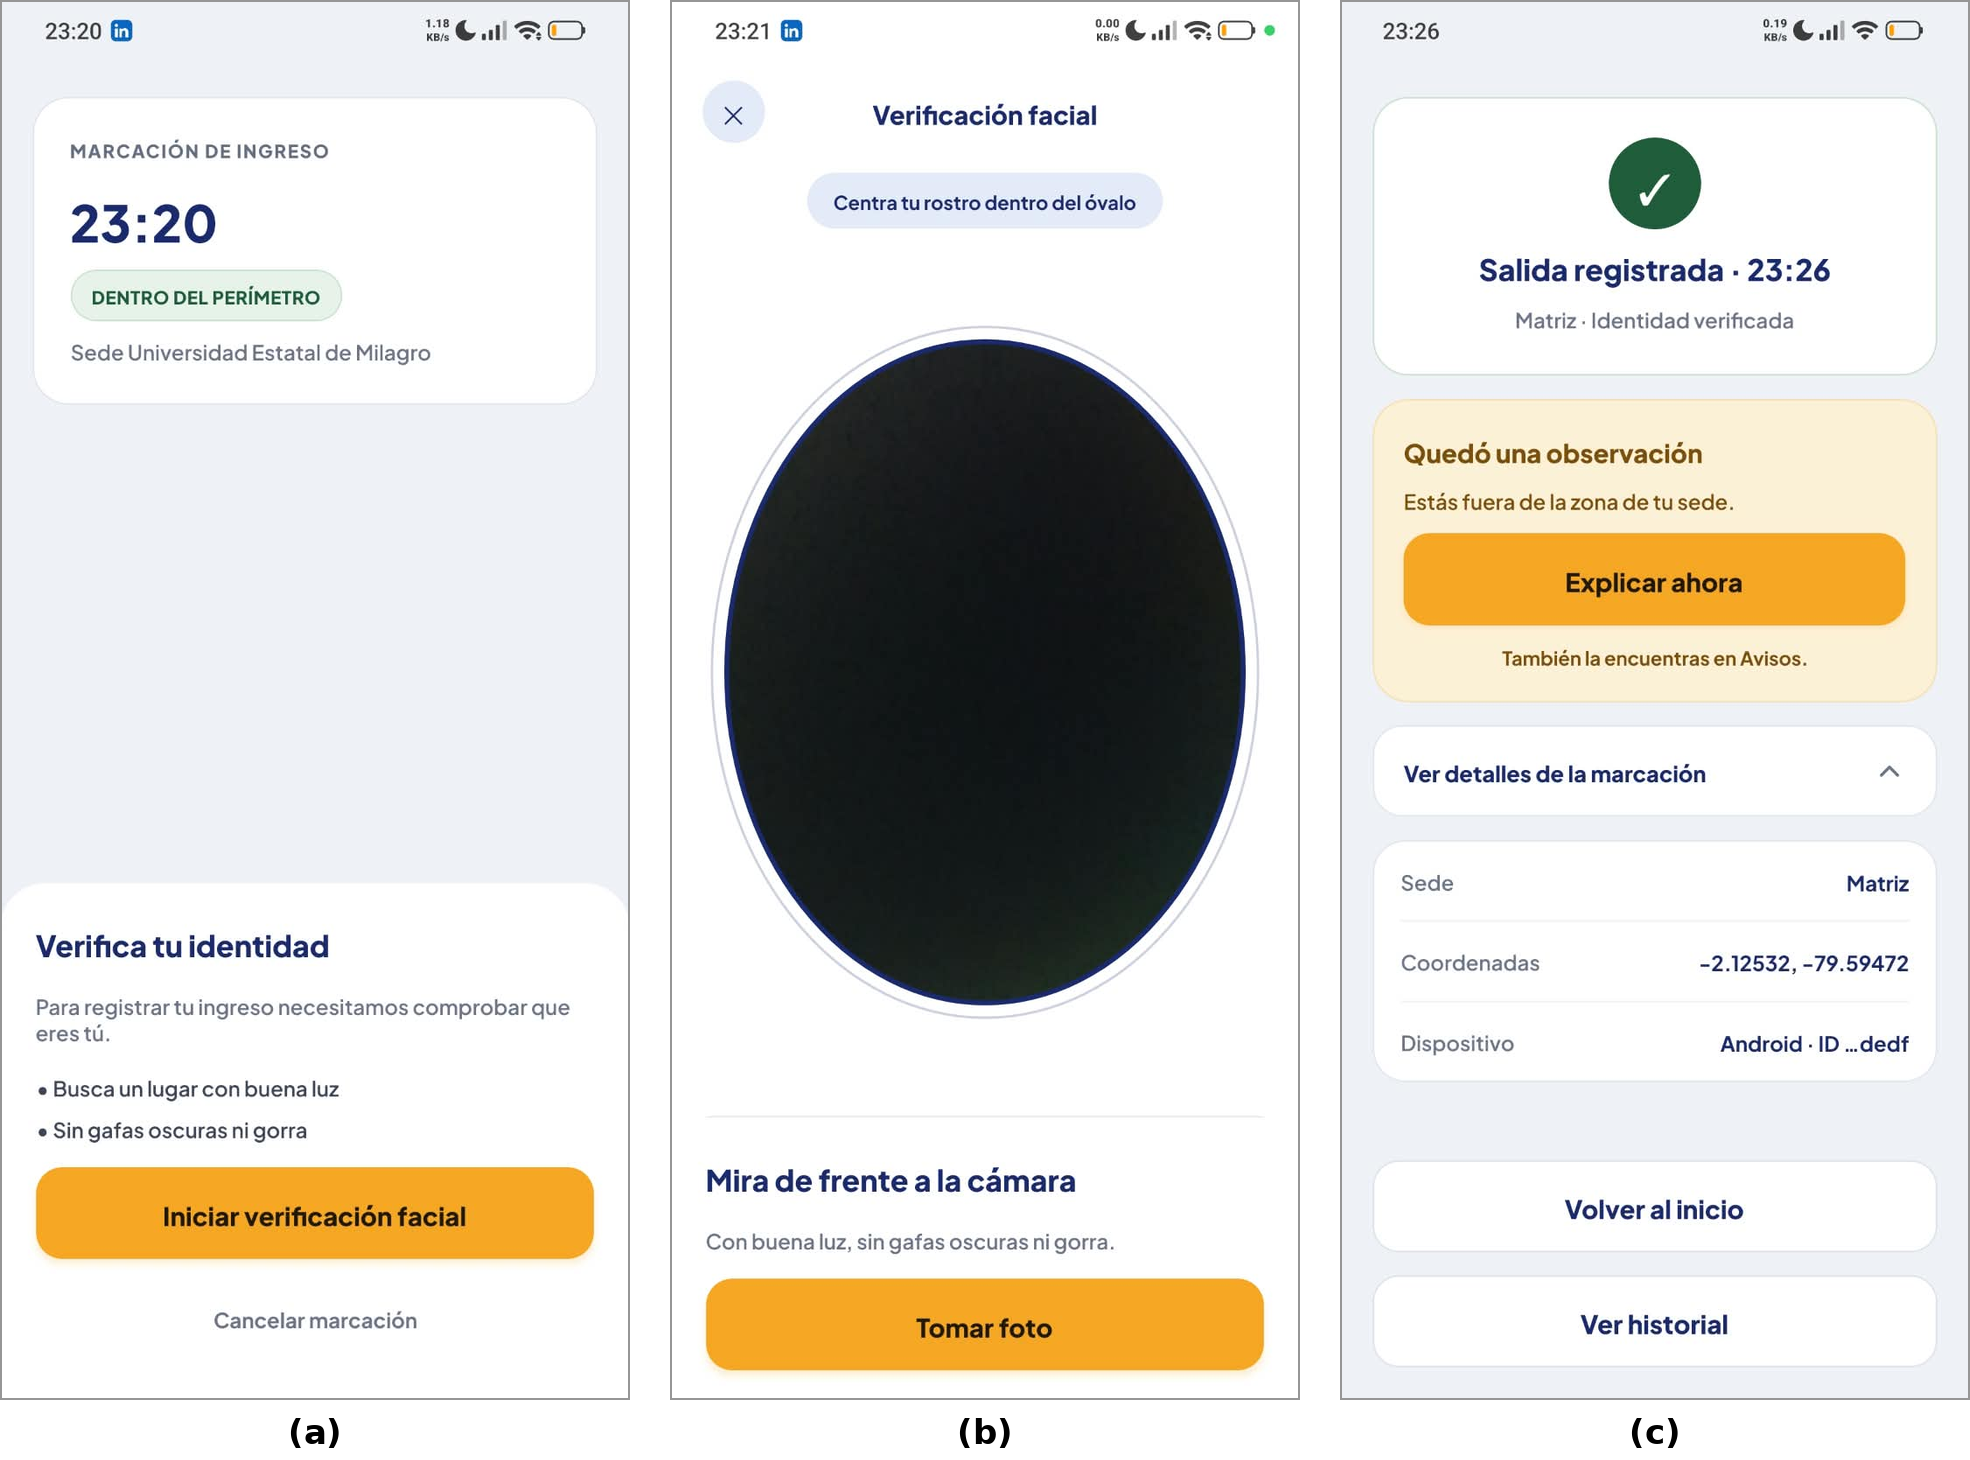 23:20 in 1.18 KB/s
MARCACIÓN DE INGRESO
23:20
DENTRO DEL PERÍMETRO
Sede Universidad Estatal de Milagro
Verifica tu identidad
Para registrar tu ingreso necesitamos comprobar que
eres tú.
• Busca un lugar con buena luz
• Sin gafas oscuras ni gorra
Iniciar verificación facial
Cancelar marcación
(a)
23:21 in 0.00 KB/s
Verificación facial
Centra tu rostro dentro del óvalo
Mira de frente a la cámara
Con buena luz, sin gafas oscuras ni gorra.
Tomar foto
(b)
23:26 0.19 KB/s
Salida registrada · 23:26
Matriz · Identidad verificada
Quedó una observación
Estás fuera de la zona de tu sede.
Explicar ahora
También la encuentras en Avisos.
Ver detalles de la marcación
Sede Matriz
Coordenadas -2.12532, -79.59472
Dispositivo Android · ID …dedf
Volver al inicio
Ver historial
(c)